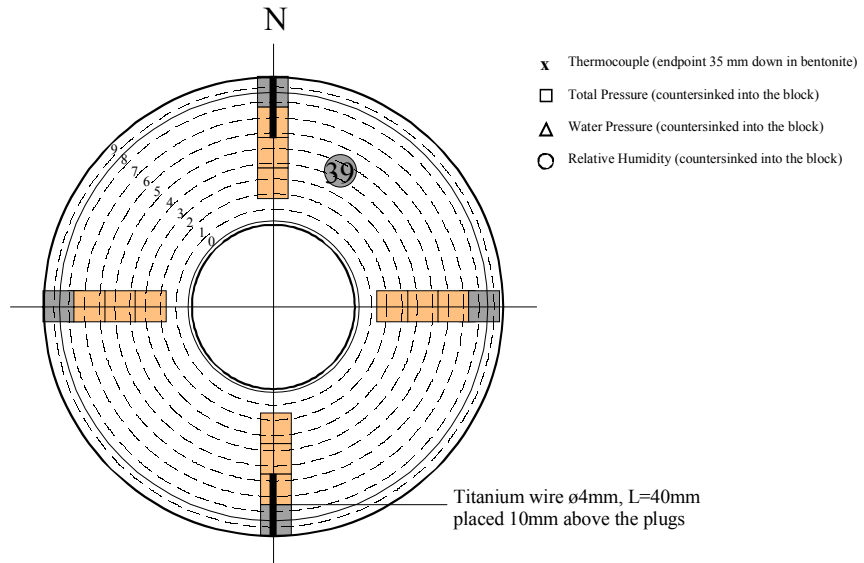 N
x Thermocouple (endpoint 35 mm down in bentonite)
Total Pressure (countersinked into the block)
Water Pressure (countersinked into the block)
Relative Humidity (countersinked into the block)
39
9
8
7
6
5
4
3
2
1
0
Titanium wire ø4mm, L=40mm
placed 10mm above the plugs